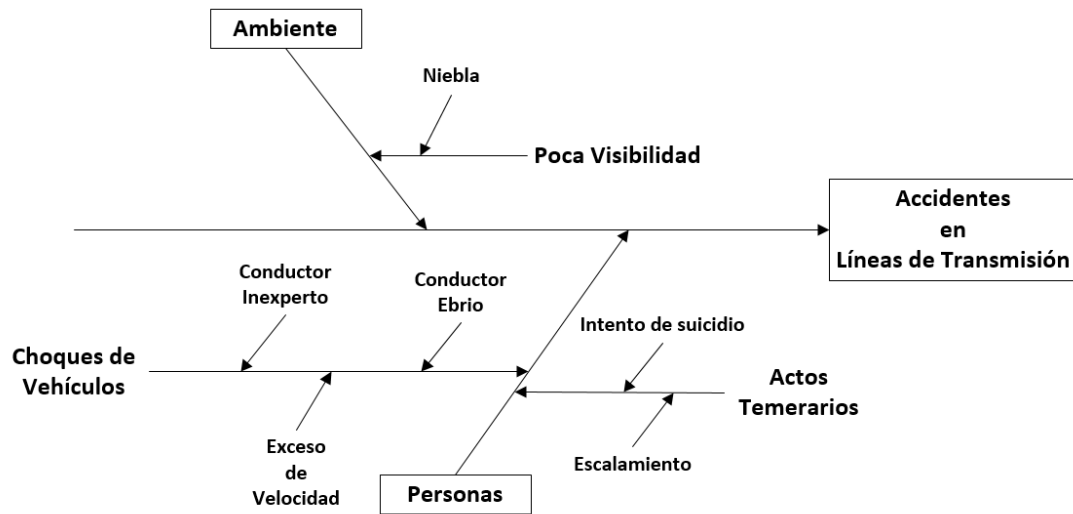 Ambiente
Niebla
Poca Visibilidad
Accidentes
en
Líneas de Transmisión
Conductor
Inexperto
Conductor
Ebrio
Intento de suicidio
Choques de
Vehículos
Actos
Temerarios
Exceso
de
Velocidad
Escalamiento
Personas